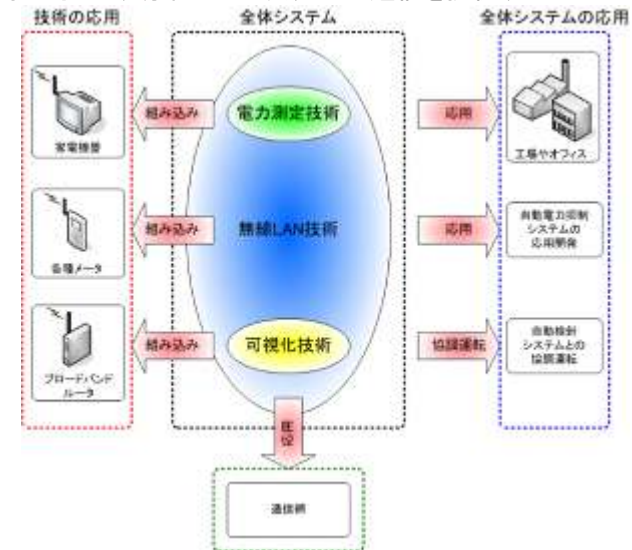 技術の応用
全体システム
全体システムの応用
組み込み
電力測定技術
応用
家電機器
工場やオフィス
組み込み
無線LAN技術
応用
自動電力抑制
システムの
応用開発
各種メータ
組み込み
可視化技術
協調運転
自動検針
システムとの
協調運転
ブロードバンド
ルータ
通信網